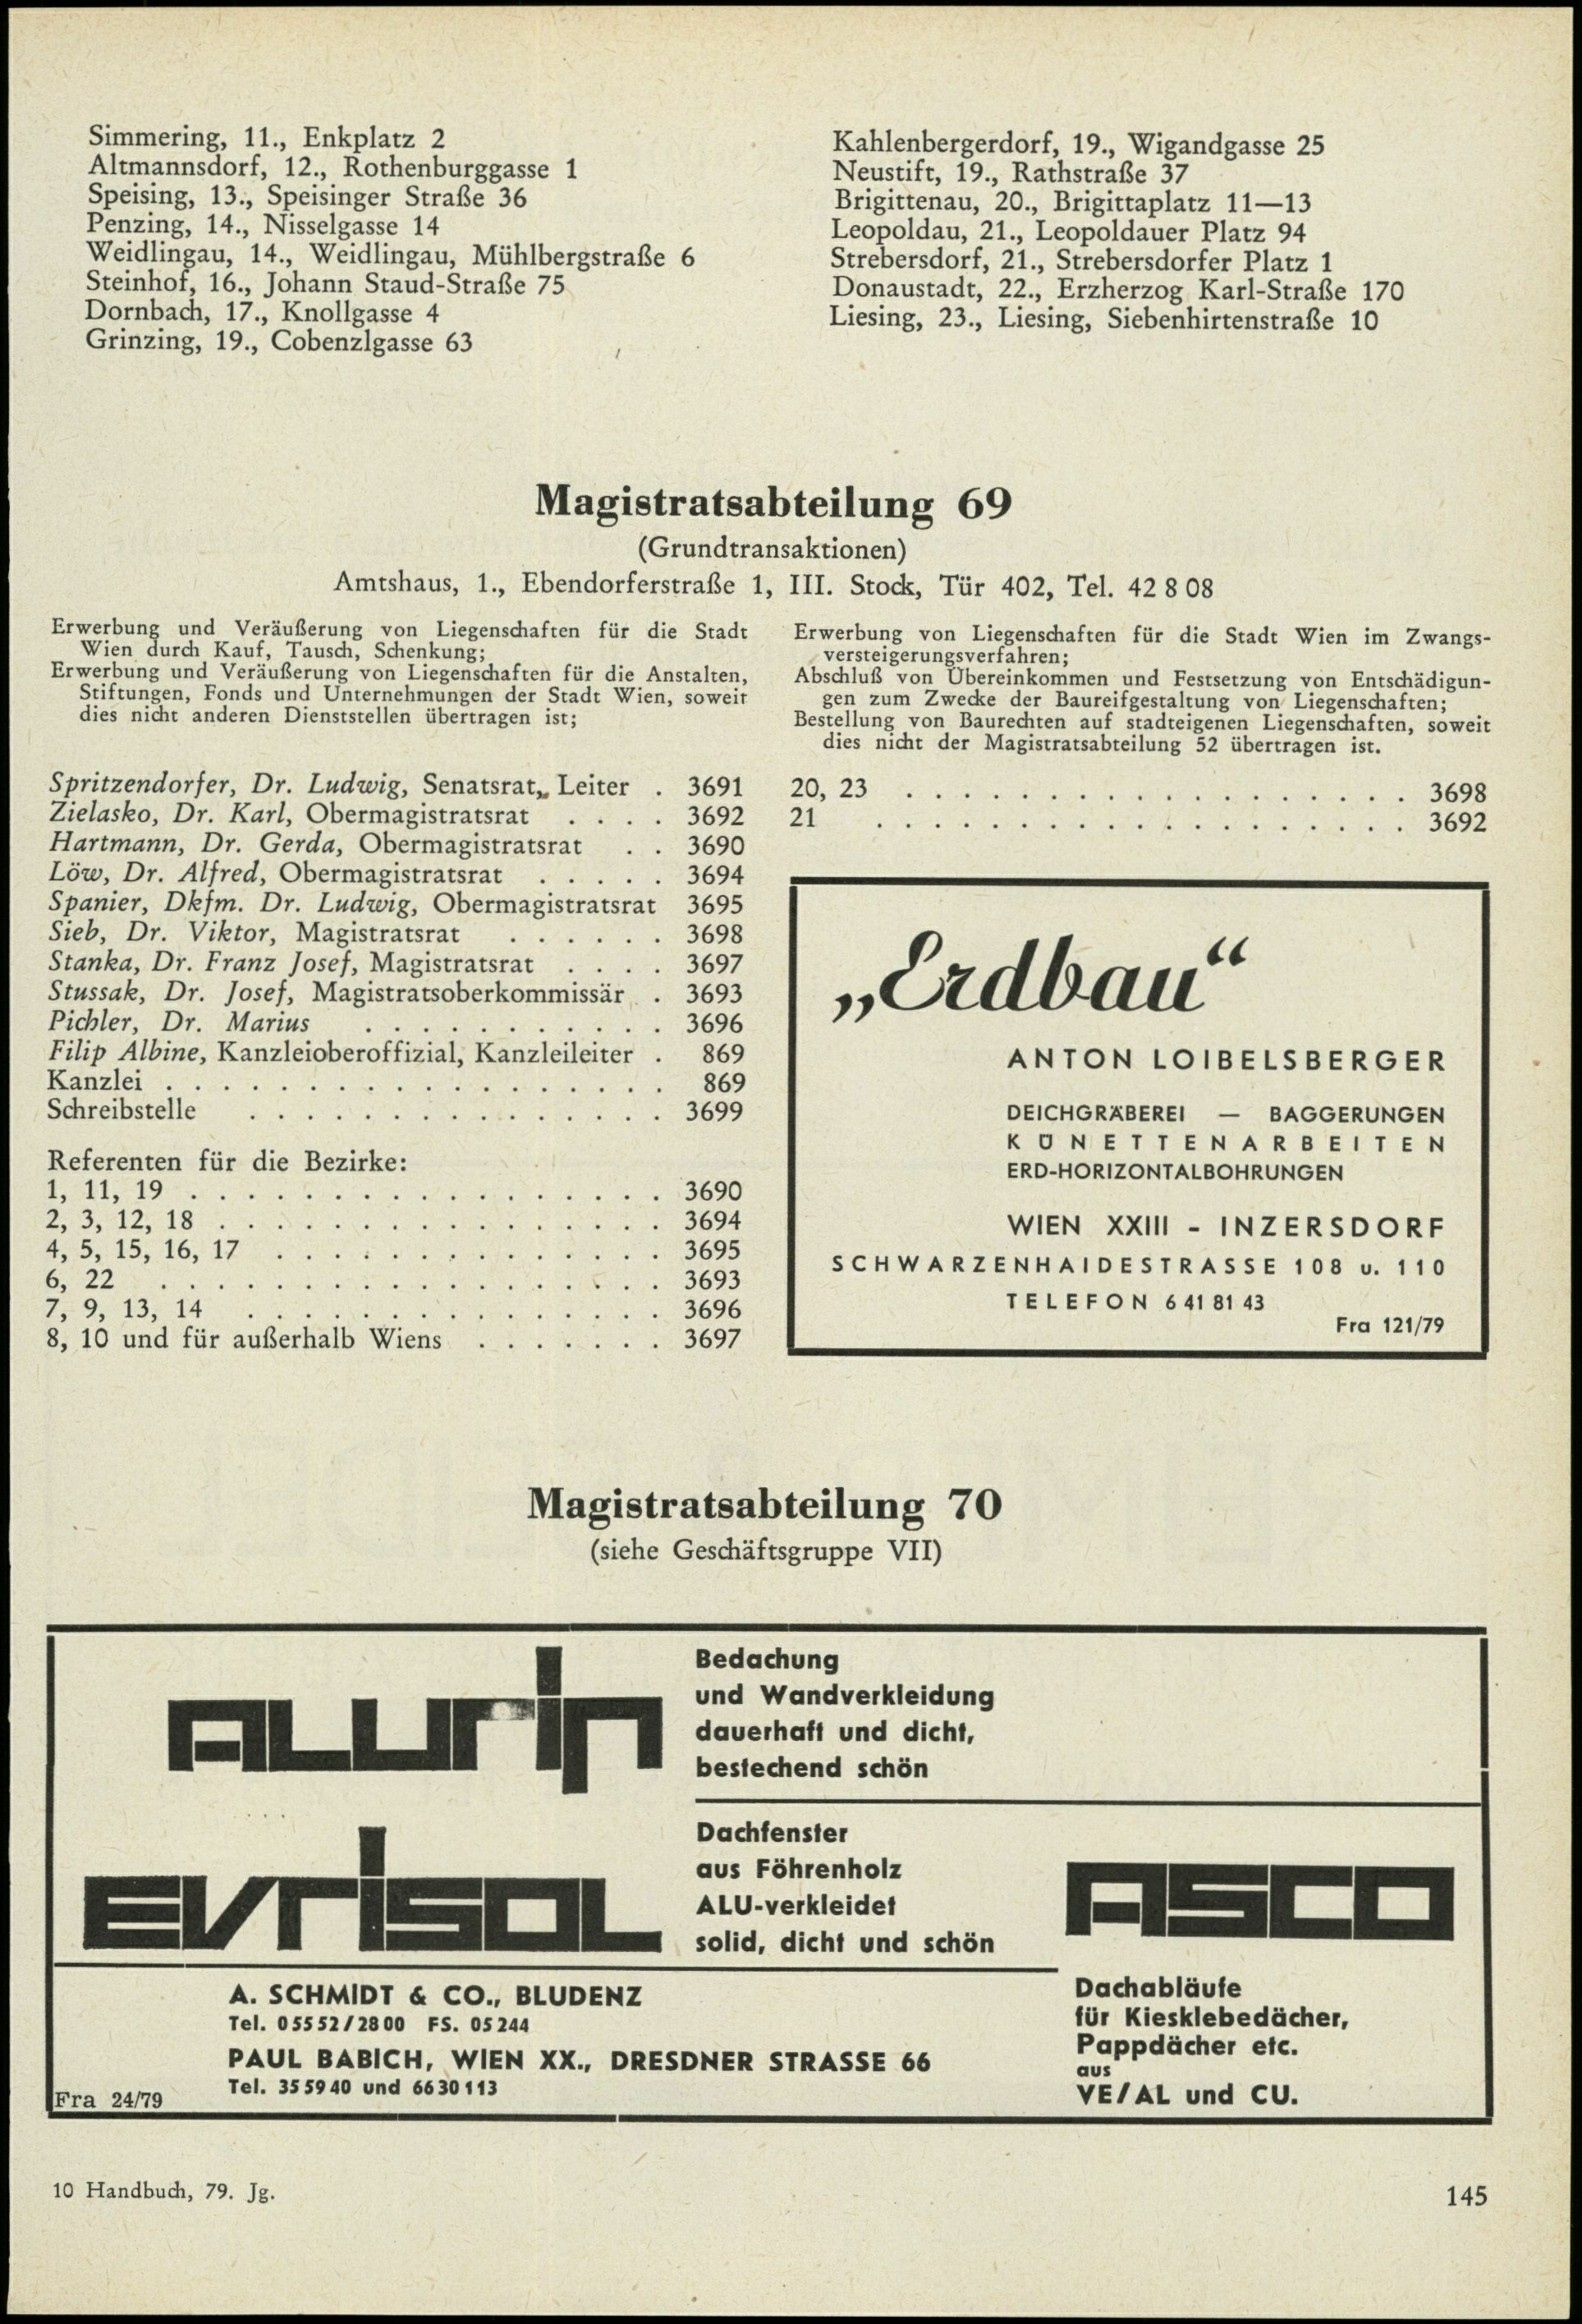 Simmering, 11., Enkplatz 2
Altmannsdorf, 12., Rothenburggasse 1
Speising, 13., Speisinger Straße 36
Penzing, 14., Nisselgasse 14
Weidlingau, 14., Weidlingau, Mühlbergstraße 6
Steinhof, 16., Johann Staud-Straße 75
Dornbach, 17., Knollgasse 4
Grinzing, 19., Cobenzlgasse 63
Kahlenbergerdorf, 19., Wigandgasse 25
Neustift, 19., Rathstraße 37
Brigittenau, 20., Brigittaplatz 11—13
Leopoldau, 21., Leopoldauer Platz 94
Strebersdorf, 21., Strebersdorfer Platz 1
Donaustadt, 22., Erzherzog Karl-Straße 170
Liesing, 23., Liesing, Siebenhirtenstraße 10
Magistratsabteilung 69
(Grundtransaktionen)
Amtshaus, 1., Ebendorferstraße 1, III. Stock, Tür 402, Tel. 42 8 08
Erwerbung und Veräußerung von Liegenschaften für die Stadt
Wien durch Kauf, Tausch, Schenkung;
Erwerbung und Veräußerung von Liegenschaften für die Anstalten,
Stiftungen, Fonds und Unternehmungen der Stadt Wien, soweit
dies nicht anderen Dienststellen übertragen ist;
Erwerbung von Liegenschaften für die Stadt Wien im Zwangs-
versteigerungsverfahren;
Abschluß von Übereinkommen und Festsetzung von Entschädigun-
gen zum Zwecke der Baureifgestaltung von Liegenschaften;
Bestellung von Baurechten auf stadteigenen Liegenschaften, soweit
dies nicht der Magistratsabteilung 52 übertragen ist.
Spritzendorfer, Dr. Ludwig, Senatsrat, Leiter . 3691
Zielasko, Dr. Karl, Obermagistratsrat . . . . 3692
Hartmann, Dr. Gerda, Obermagistratsrat . . 3690
Löw, Dr. Alfred, Obermagistratsrat . . . . . 3694
Spanier, Dkfm. Dr. Ludwig, Obermagistratsrat 3695
Sieb, Dr. Viktor, Magistratsrat . . . . . . 3698
Stanka, Dr. Franz Josef, Magistratsrat . . . . 3697
Stussak, Dr. Josef, Magistratsoberkommissär . 3693
Pichler, Dr. Marius . . . . . . . . . . . 3696
Filip Albine, Kanzleioberoffizial, Kanzleileiter . 869
Kanzlei . . . . . . . . . . . . . . . . . . 869
Schreibstelle . . . . . . . . . . . . . . . 3699
Referenten für die Bezirke:
1, 11, 19 . . . . . . . . . . . . . . . . . 3690
2, 3, 12, 18 . . . . . . . . . . . . . . . . 3694
4, 5, 15, 16, 17 . . . . . . . . . . . . . . 3695
6, 22 . . . . . . . . . . . . . . . . . . 3693
7, 9, 13, 14 . . . . . . . . . . . . . . . 3696
8, 10 und für außerhalb Wiens . . . . . . . 3697
20, 23 . . . . . . . . . . . . . . . . . . 3698
21 . . . . . . . . . . . . . . . . . . . 3692
„Erdbau“
ANTON LOIBELSBERGER
DEICHGRÄBEREI — BAGGERUNGEN
KÜNETTENARBEITEN
ERD-HORIZONTALBOHRUNGEN
WIEN XXIII - INZERSDORF
SCHWARZENHAIDESTRASSE 108 u. 110
TELEFON 6 41 81 43
Fra 121/79
Magistratsabteilung 70
(siehe Geschäftsgruppe VII)
ALURIN
Bedachung
und Wandverkleidung
dauerhaft und dicht,
bestechend schön
EVRISOL
Dachfenster
aus Föhrenholz
ALU-verkleidet
solid, dicht und schön
ASCO
Dachabläufe
für Kiesklebedächer,
Pappdächer etc.
aus
VE/AL und CU.
A. SCHMIDT & CO., BLUDENZ
Tel. 05552/2800 FS. 05244
PAUL BABICH, WIEN XX., DRESDNER STRASSE 66
Tel. 355940 und 6630113
Fra 24/79
10 Handbuch, 79. Jg.
145